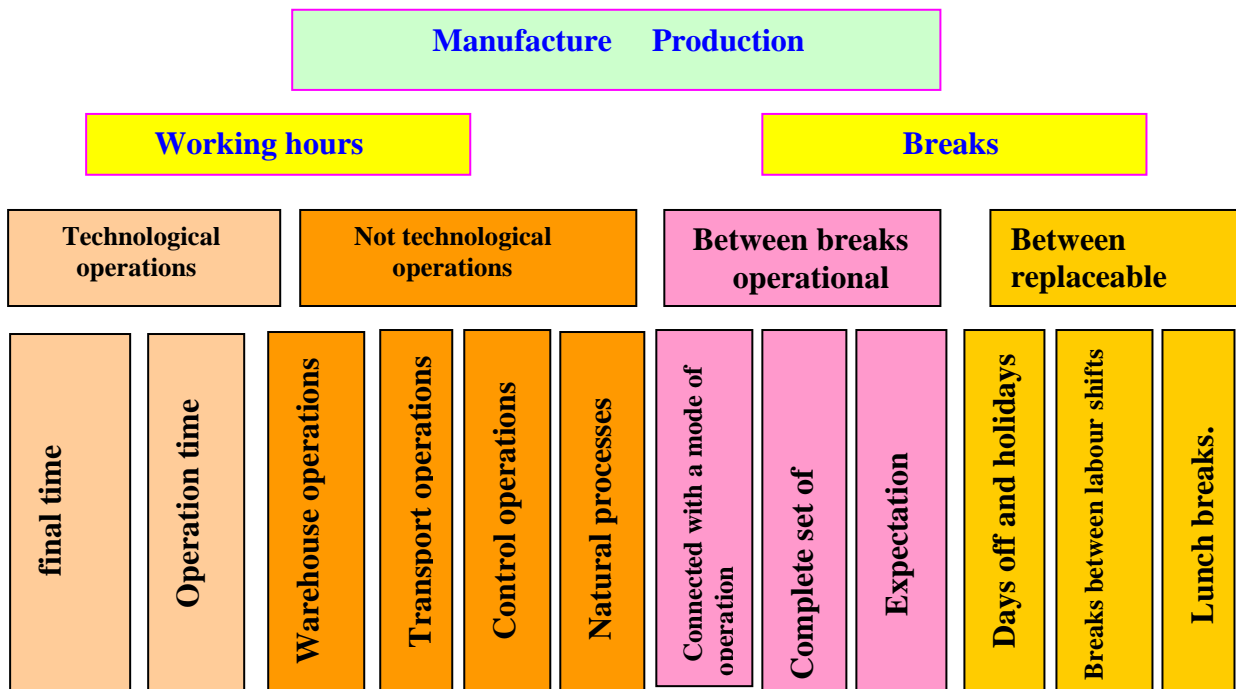 Manufacture Production
Working hours
Breaks
Technological
operations
Not technological
operations
Between breaks
operational
Between
replaceable
final time
Operation time
Warehouse operations
Transport operations
Control operations
Natural processes
Connected with a mode of
operation
Complete set of
Expectation
Days off and holidays
Breaks between labour shifts
Lunch breaks.